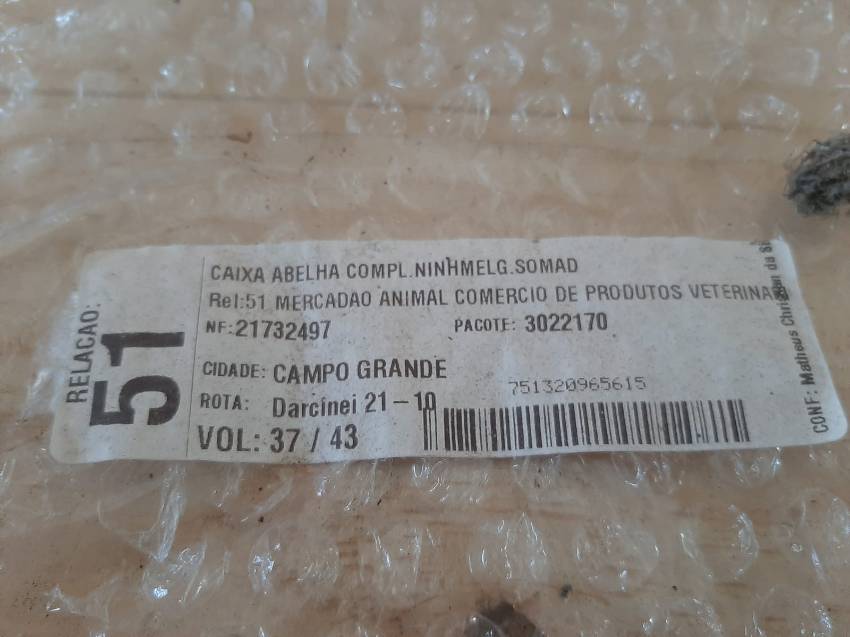 CAIXA ABELHA COMPL.NINHMELG.SOMAD
Rel:51 MERCADAO ANIMAL COMERCIO DE PRODUTOS VETERINAR
NF:21732497 PACOTE: 3022170
CIDADE: CAMPO GRANDE
751320965615
ROTA: Darcinei 21-10
VOL: 37 / 43
RELACAO:
51
CONF: Matheus Christian da